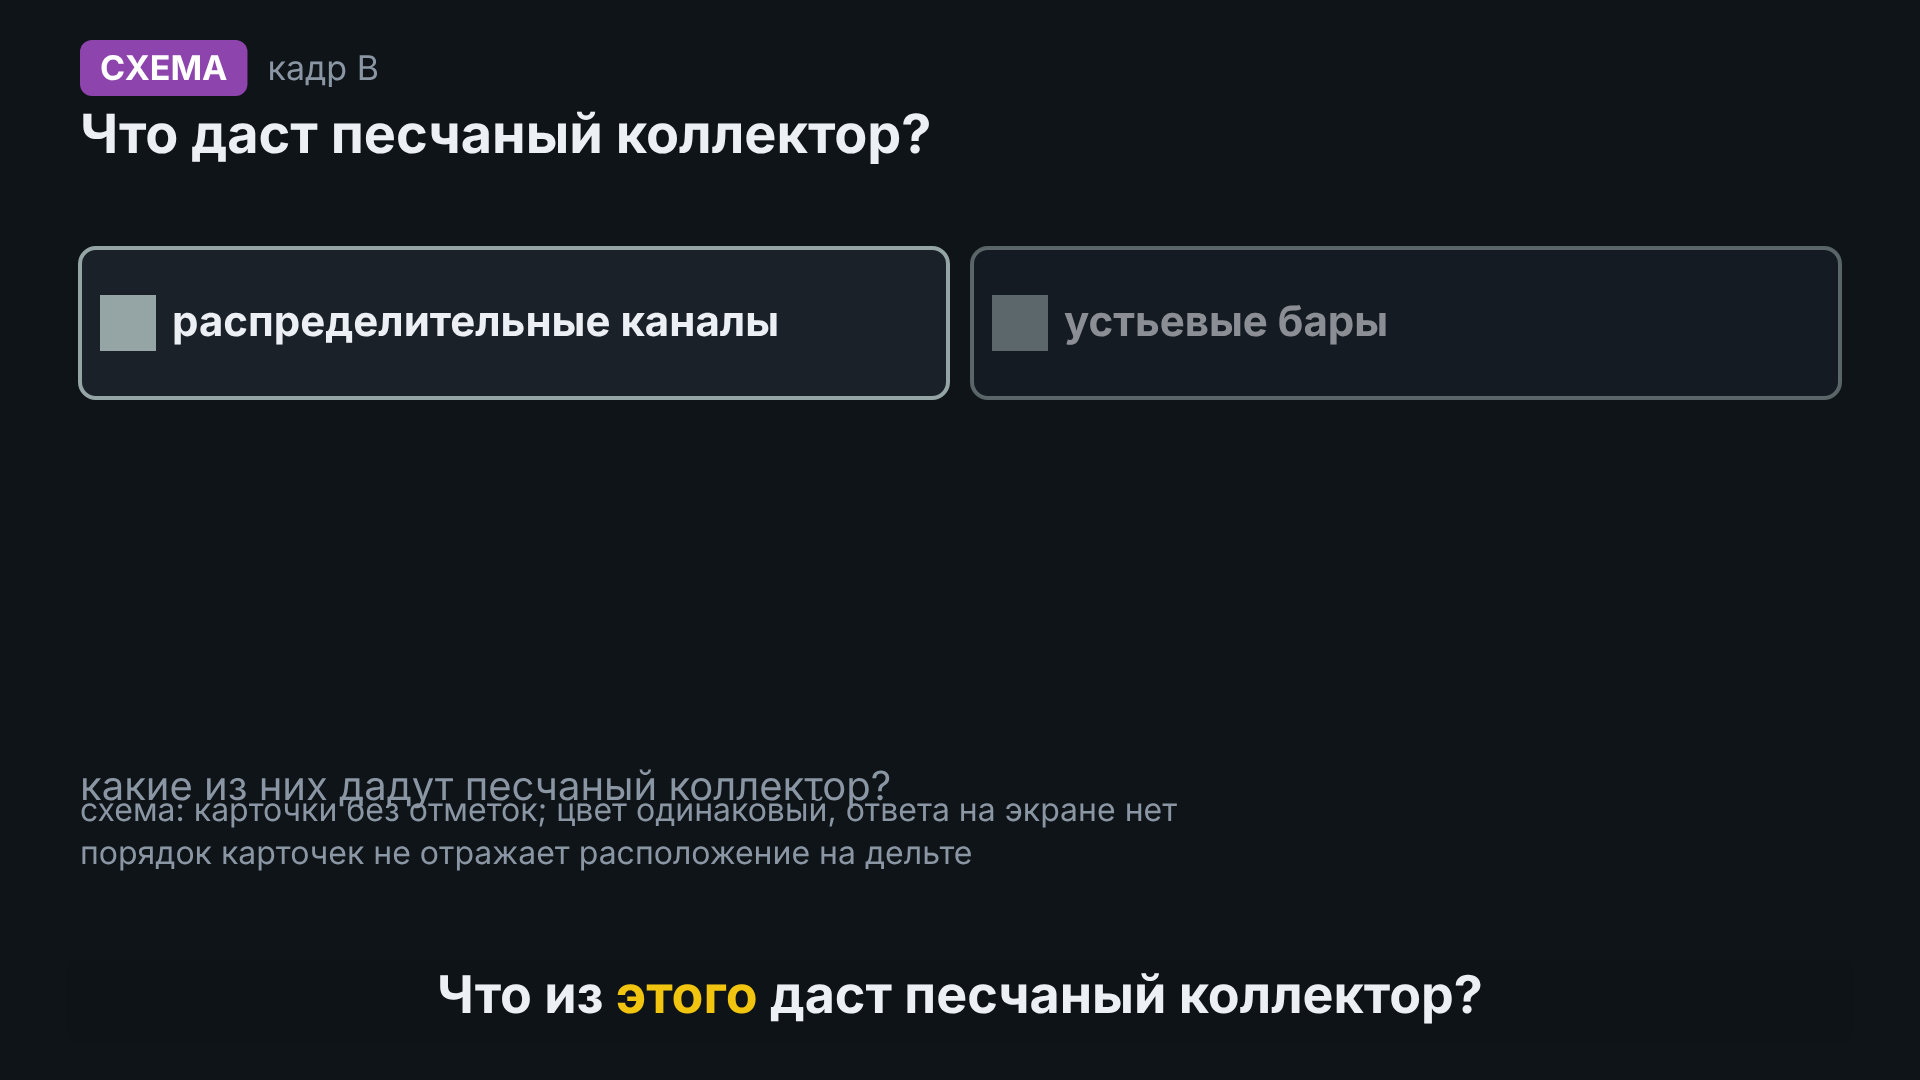 СХЕМА кадр В
Что даст песчаный коллектор?
распределительные каналы
устьевые бары
какие из них дадут песчаный коллектор?
схема: карточки без отметок; цвет одинаковый, ответа на экране нет
порядок карточек не отражает расположение на дельте
Что из этого даст песчаный коллектор?